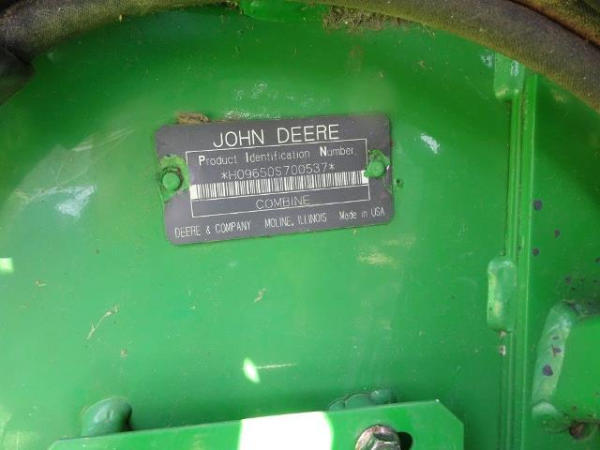 JOHN DEERE
Product Identification Number
*H09650S700537*
COMBINE
DEERE & COMPANY MOLINE, ILLINOIS Made in USA